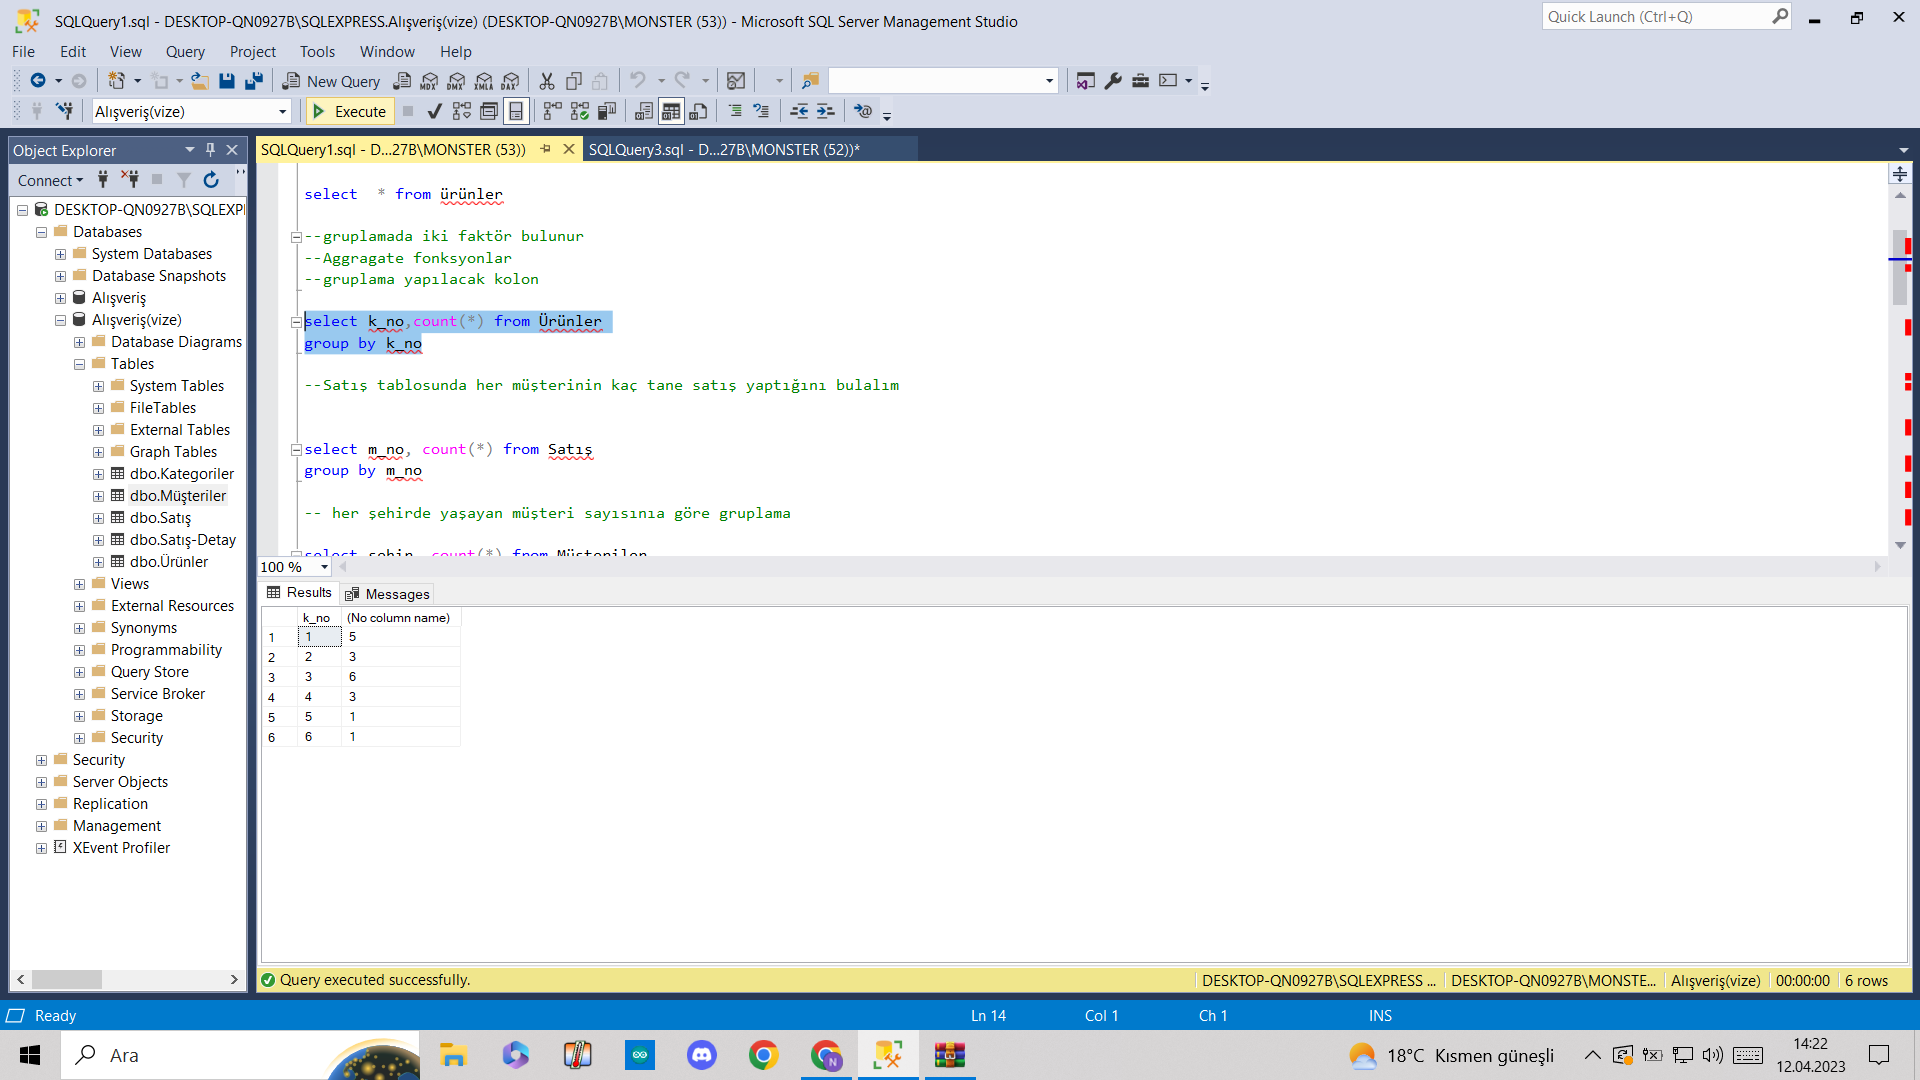 SQLQuery1.sql - DESKTOP-QN0927B\SQLEXPRESS.Alışveriş(vize) (DESKTOP-QN0927B\MONSTER (53)) - Microsoft SQL Server Management Studio
Quick Launch (Ctrl+Q)
File Edit View Query Project Tools Window Help
New Query
MDX DMX XMLA DAX
Alışveriş(vize)
Execute
Object Explorer
SQLQuery1.sql - D...27B\MONSTER (53))
SQLQuery3.sql - D...27B\MONSTER (52))*
Connect
DESKTOP-QN0927B\SQLEXPI
Databases
System Databases
Database Snapshots
Alışveriş
Alışveriş(vize)
Database Diagrams
Tables
System Tables
FileTables
External Tables
Graph Tables
dbo.Kategoriler
dbo.Müşteriler
dbo.Satış
dbo.Satış-Detay
dbo.Ürünler
Views
External Resources
Synonyms
Programmability
Query Store
Service Broker
Storage
Security
Security
Server Objects
Replication
Management
XEvent Profiler
select * from ürünler
--gruplamada iki faktör bulunur
--Aggragate fonksyonlar
--gruplama yapılacak kolon
select k_no,count(*) from Ürünler
group by k_no
--Satış tablosunda her müşterinin kaç tane satış yaptığını bulalım
select m_no, count(*) from Satış
group by m_no
-- her şehirde yaşayan müşteri sayısınıa göre gruplama
select şehir, count(*) from Müşteriler
100 %
Results Messages
k_no (No column name)
1 1 5
2 2 3
3 3 6
4 4 3
5 5 1
6 6 1
Query executed successfully.
DESKTOP-QN0927B\SQLEXPRESS ... DESKTOP-QN0927B\MONSTE... Alışveriş(vize) 00:00:00 6 rows
Ready Ln 14 Col 1 Ch 1 INS
Ara
N
18°C Kısmen güneşli
14:22
12.04.2023